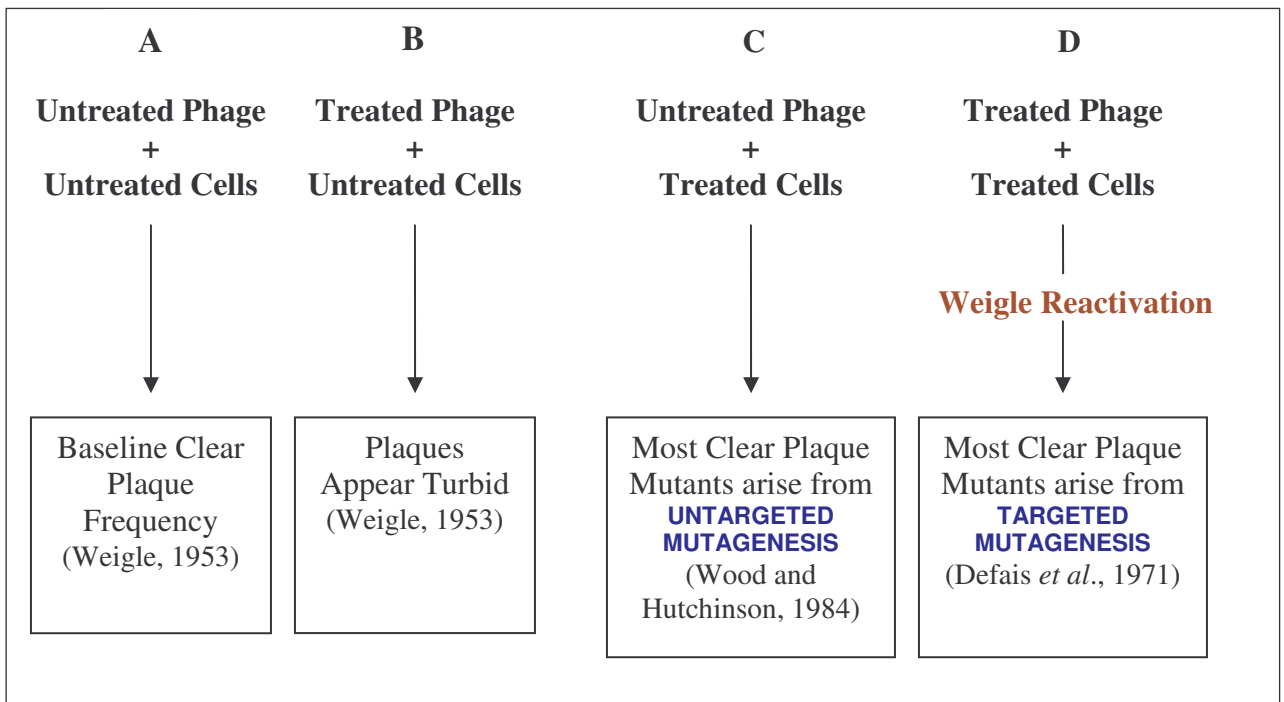 A
Untreated Phage
+
Untreated Cells
Baseline Clear
Plaque
Frequency
(Weigle, 1953)
B
Treated Phage
+
Untreated Cells
Plaques
Appear Turbid
(Weigle, 1953)
C
Untreated Phage
+
Treated Cells
Most Clear Plaque
Mutants arise from
UNTARGETED
MUTAGENESIS
(Wood and
Hutchinson, 1984)
D
Treated Phage
+
Treated Cells
Weigle Reactivation
Most Clear Plaque
Mutants arise from
TARGETED
MUTAGENESIS
(Defais et al., 1971)